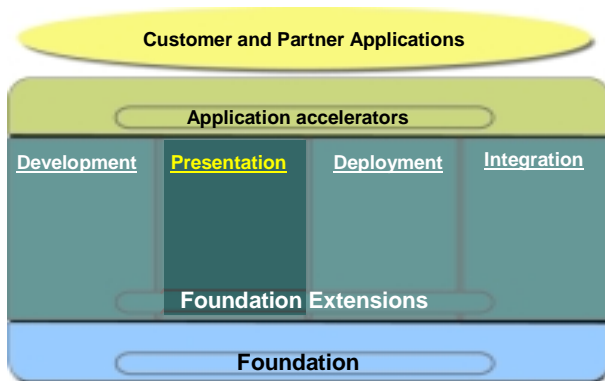 Customer and Partner Applications
Application accelerators
Development Presentation Deployment Integration
Foundation Extensions
Foundation